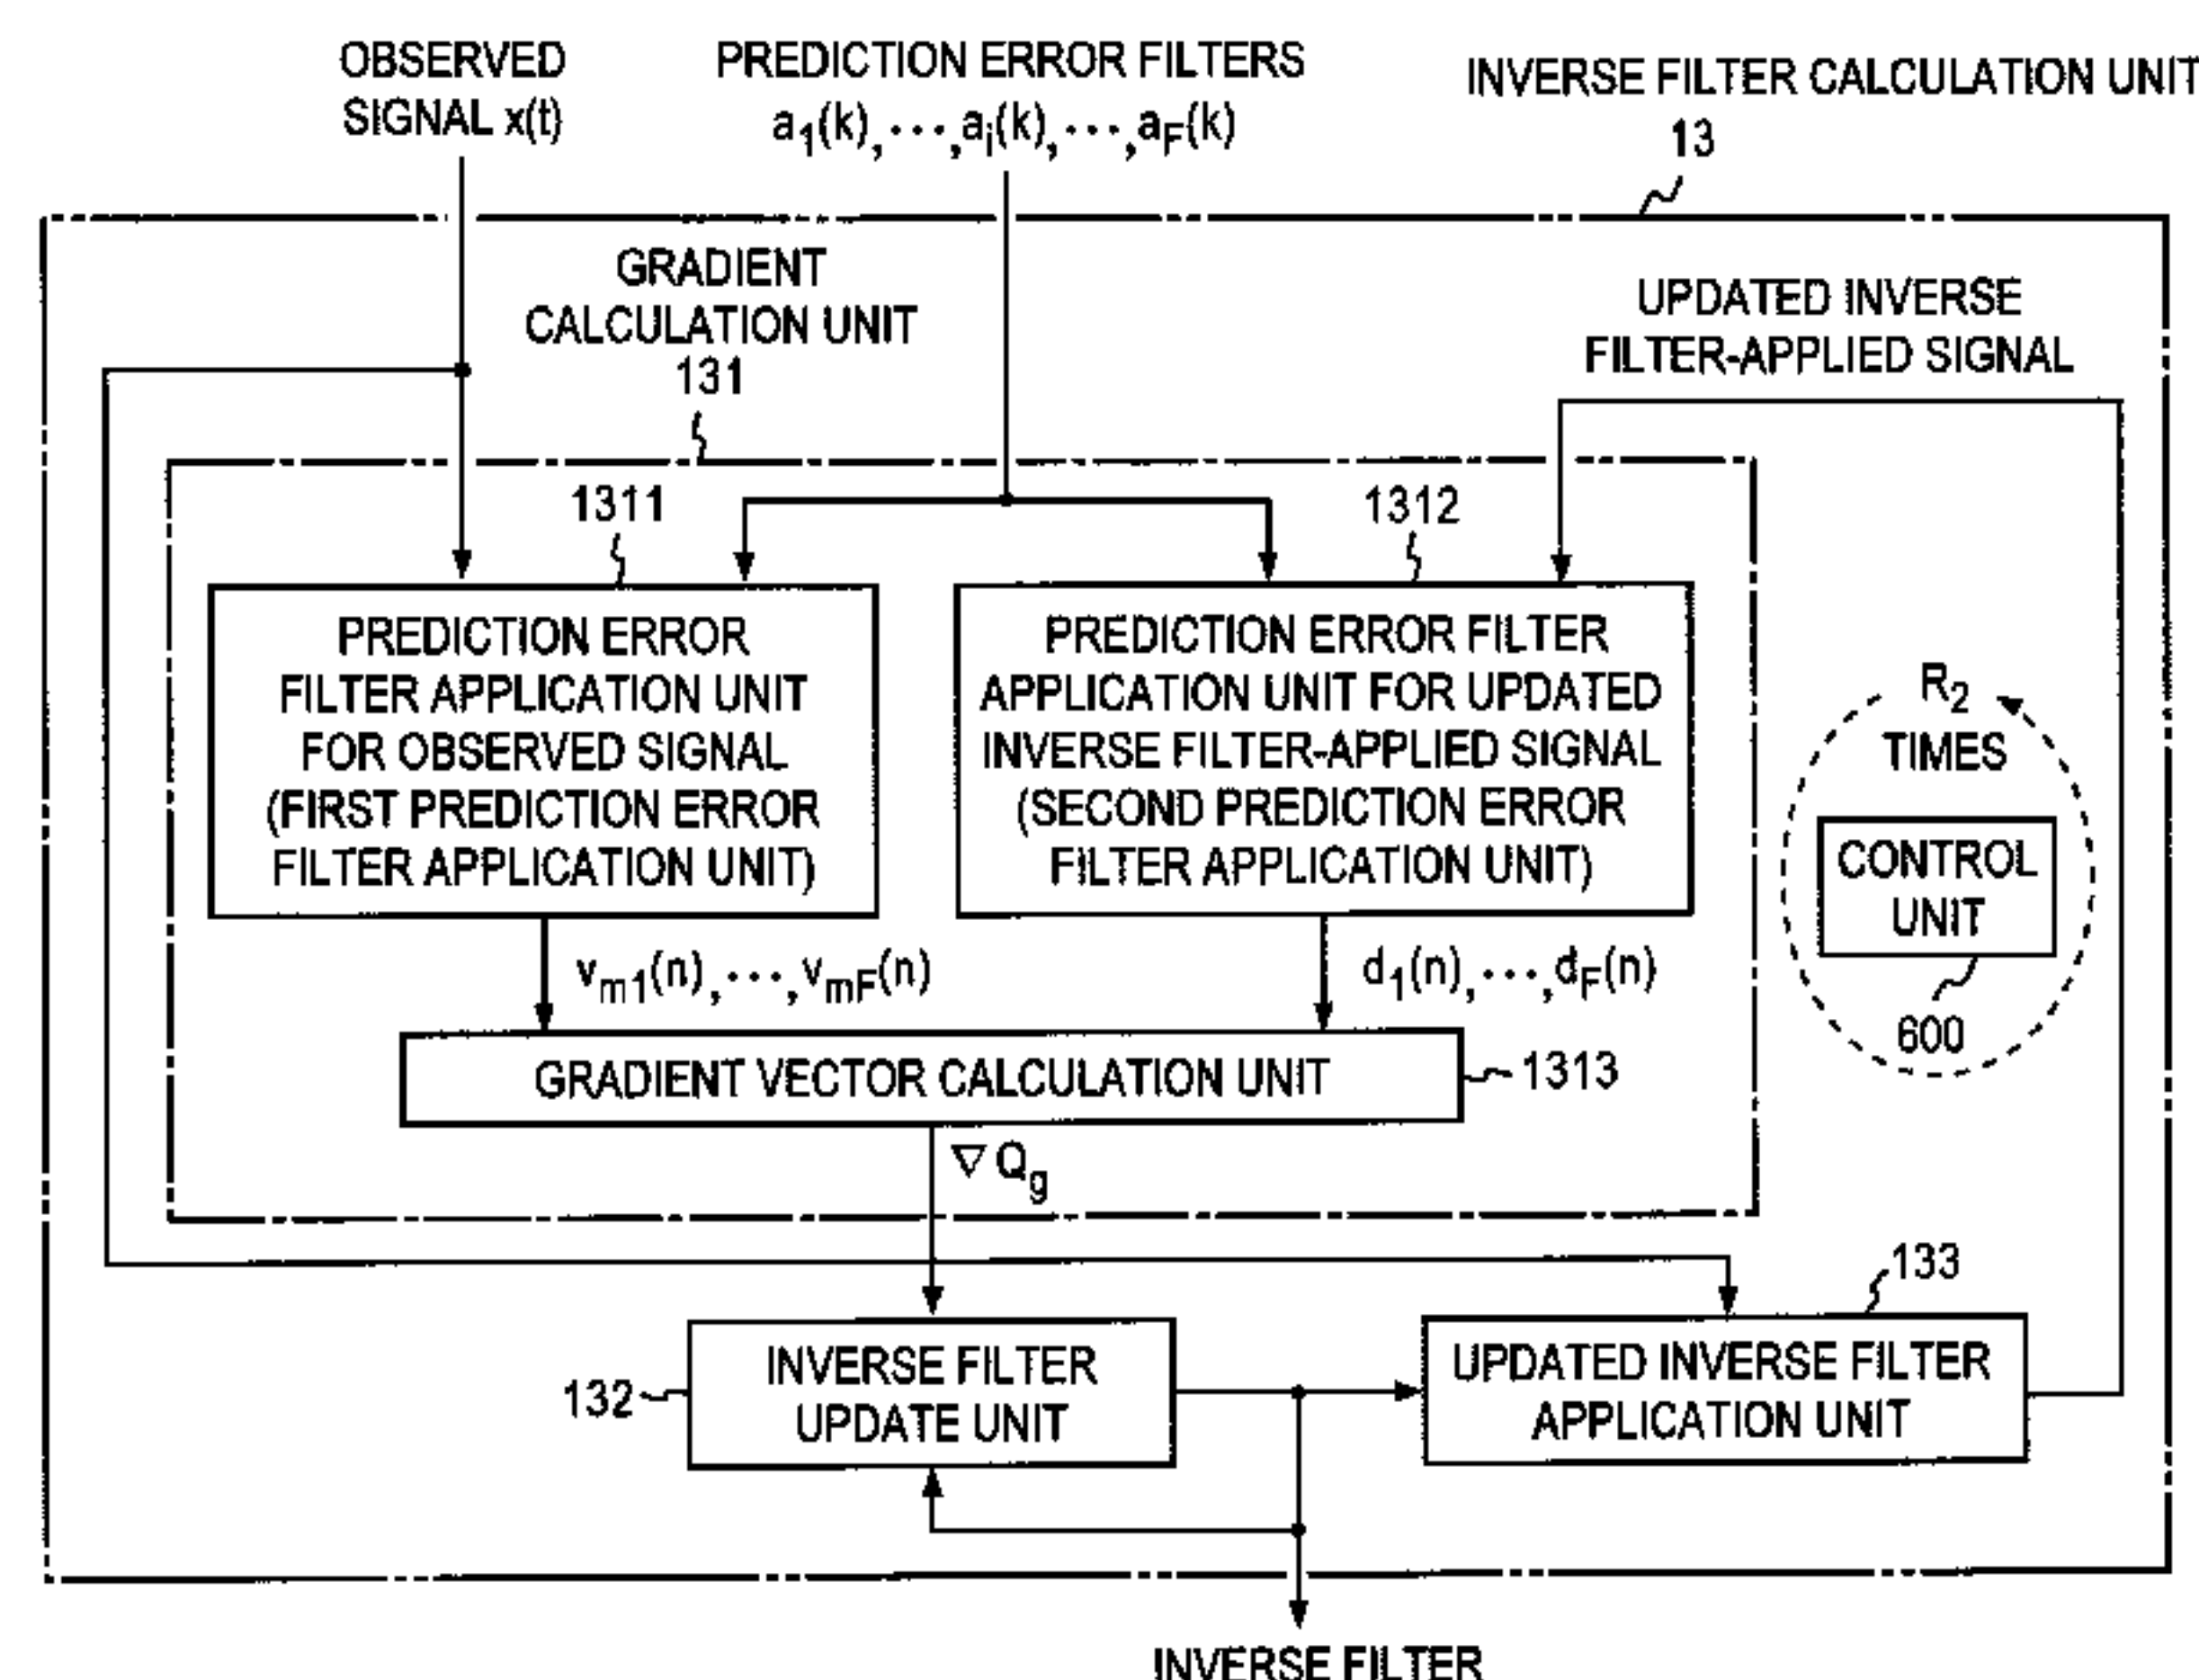 OBSERVED
SIGNAL x(t)
PREDICTION ERROR FILTERS
a1(k),···,ai(k),···,aF(k)
INVERSE FILTER CALCULATION UNIT
13
GRADIENT
CALCULATION UNIT
131
UPDATED INVERSE
FILTER-APPLIED SIGNAL
1311
1312
PREDICTION ERROR
FILTER APPLICATION UNIT
FOR OBSERVED SIGNAL
(FIRST PREDICTION ERROR
FILTER APPLICATION UNIT)
PREDICTION ERROR FILTER
APPLICATION UNIT FOR UPDATED
INVERSE FILTER-APPLIED SIGNAL
(SECOND PREDICTION ERROR
FILTER APPLICATION UNIT)
R2
TIMES
CONTROL
UNIT
600
vm1(n),···,vmF(n)
d1(n),···,dF(n)
GRADIENT VECTOR CALCULATION UNIT
1313
∇Qg
133
132
INVERSE FILTER
UPDATE UNIT
UPDATED INVERSE FILTER
APPLICATION UNIT
INVERSE FILTER